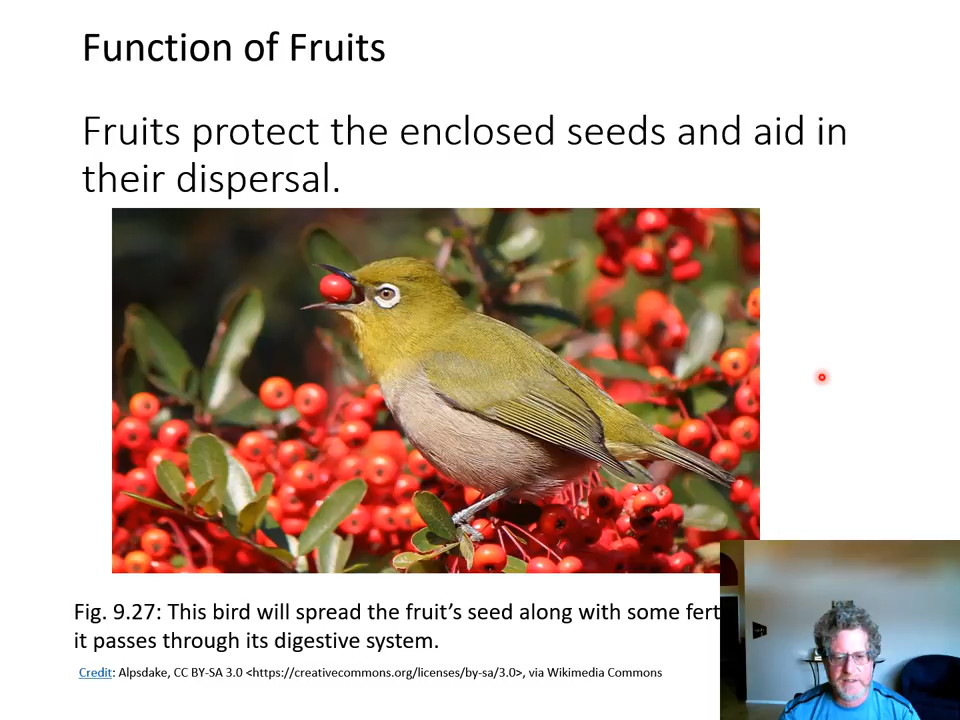 Function of Fruits
Fruits protect the enclosed seeds and aid in
their dispersal.
Fig. 9.27: This bird will spread the fruit’s seed along with some fert
it passes through its digestive system.
Credit: Alpsdake, CC BY-SA 3.0 <https://creativecommons.org/licenses/by-sa/3.0>, via Wikimedia Commons